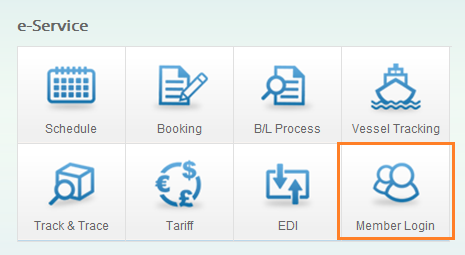 e-Service
Schedule Booking B/L Process Vessel Tracking
Track & Trace Tariff EDI Member Login